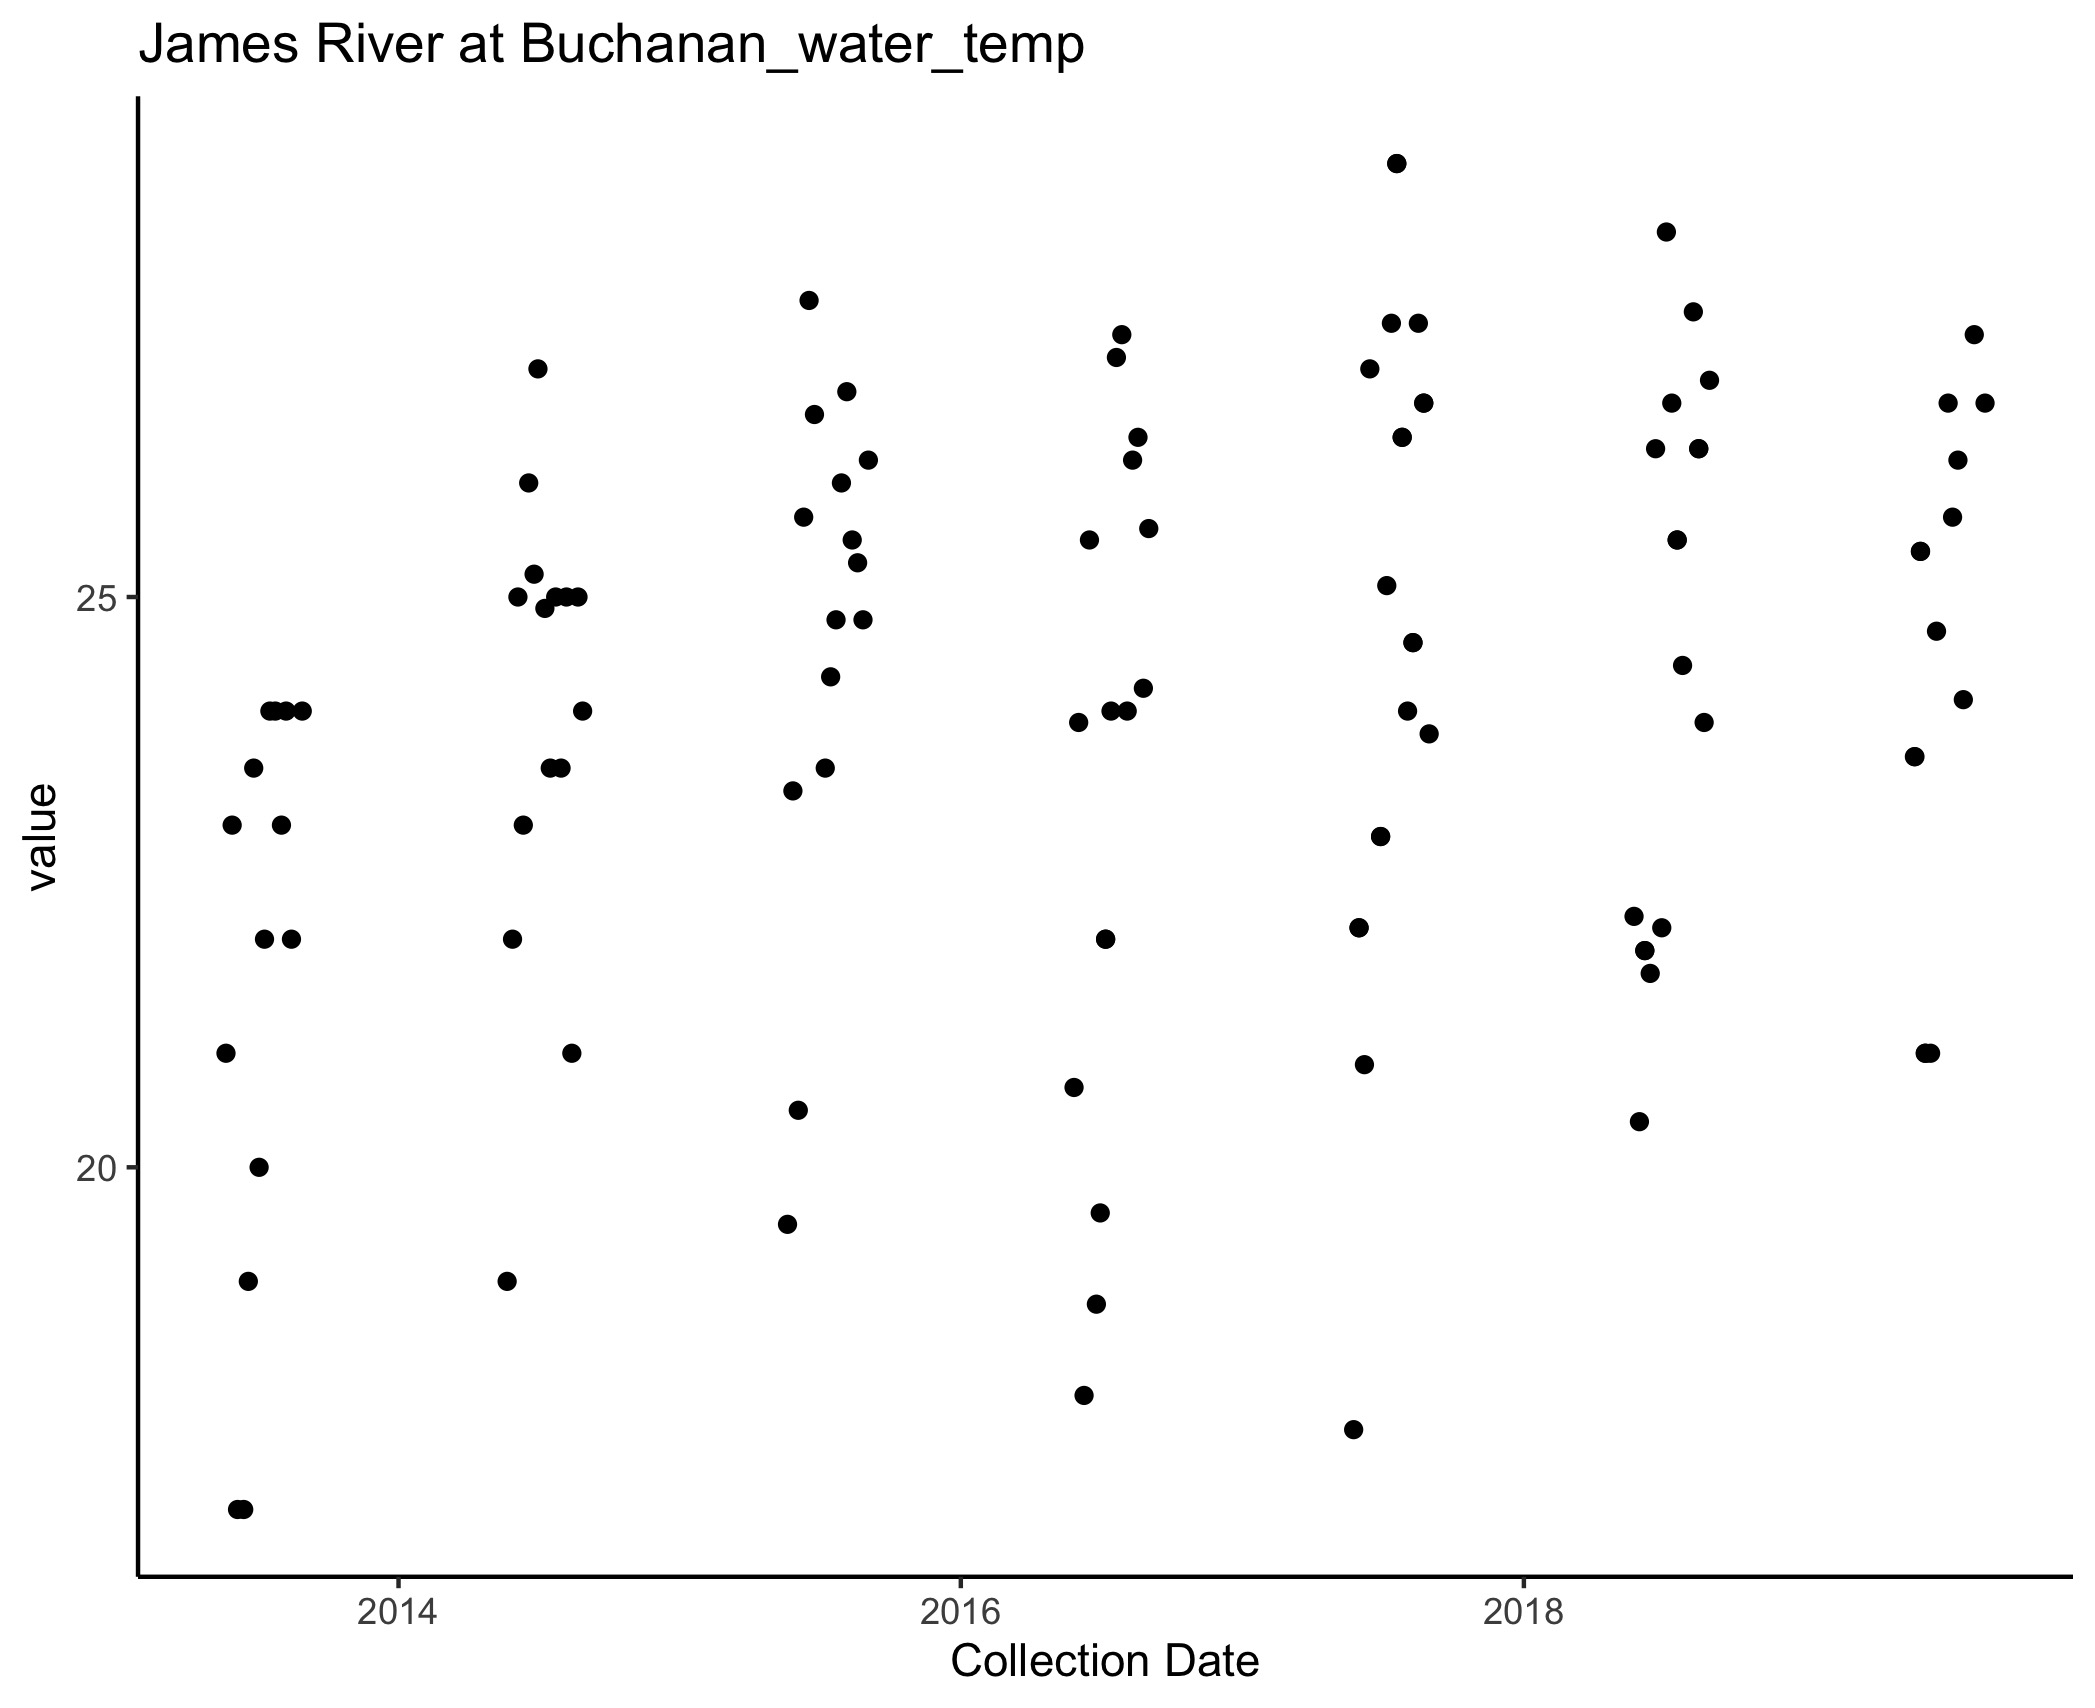 James River at Buchanan_water_temp
value
25
20
2014
2016
2018
Collection Date